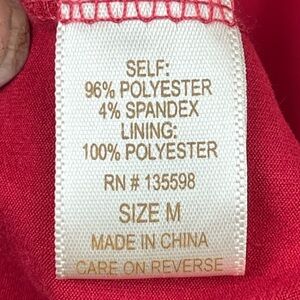 SELF:
96% POLYESTER
4% SPANDEX
LINING:
100% POLYESTER
RN # 135598
SIZE M
MADE IN CHINA
CARE ON REVERSE